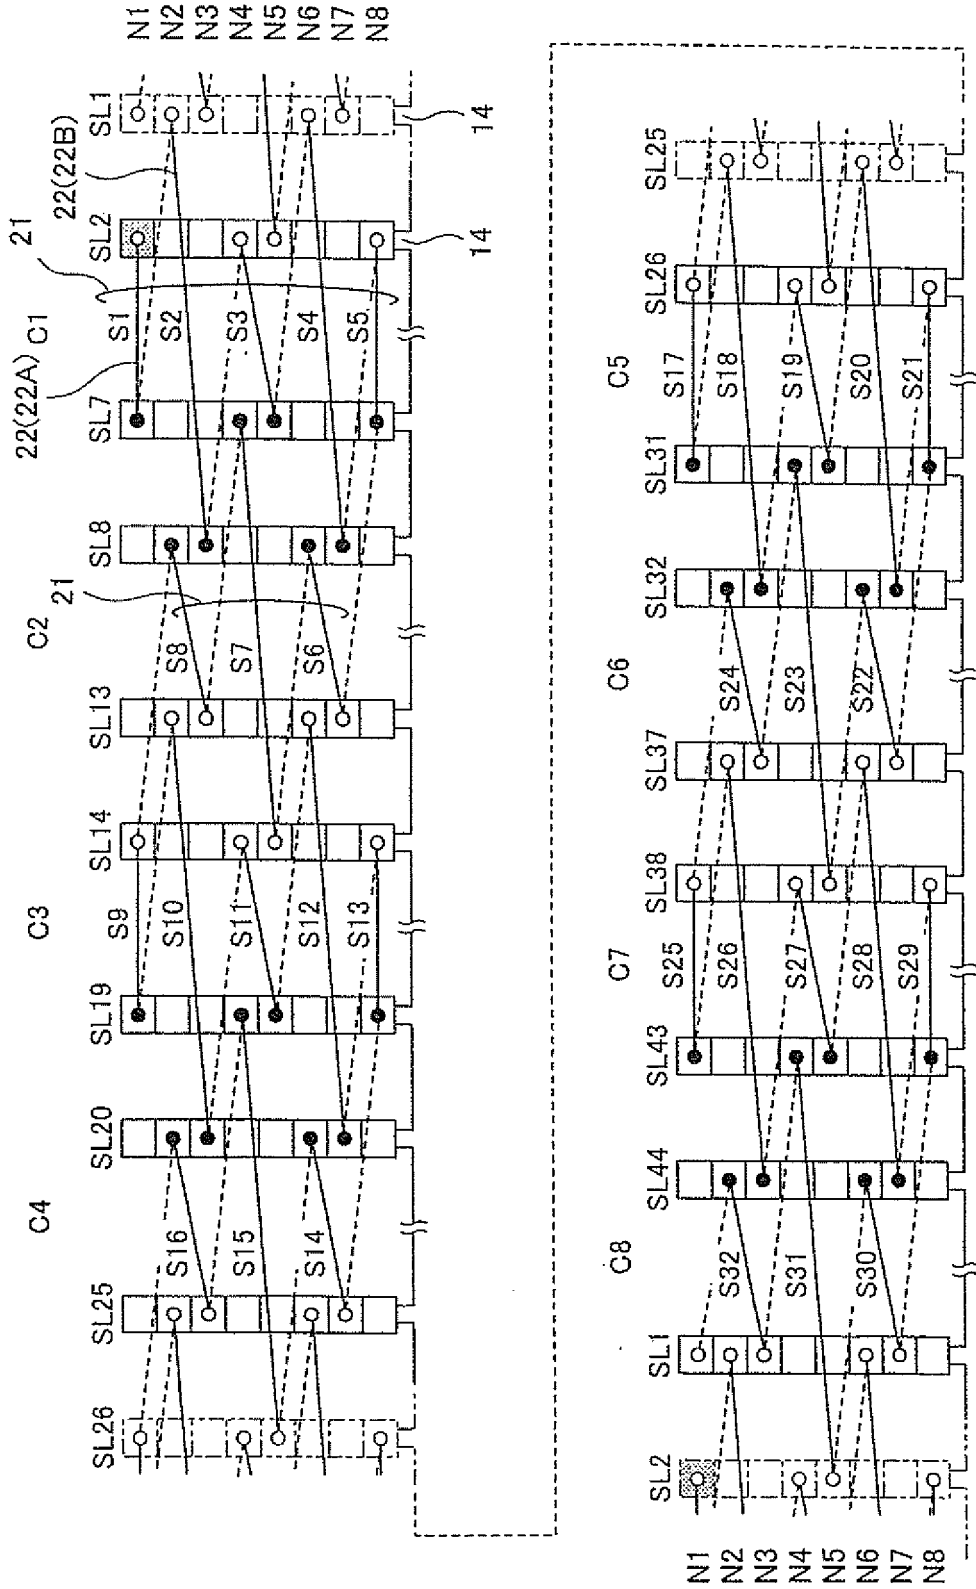 N1
N2
N3
N4
N5
N6
N7
N8
SL1
14
22(22B)
SL2
14
21
C1
S1
S2
S3
S4
S5
22(22A)
SL7
SL8
C2
21
S8
S7
S6
SL13
SL14
C3
S9
S10
S11
S12
S13
SL19
SL20
C4
S16
S15
S14
SL25
SL26
SL25
SL26
C5
S17
S18
S19
S20
S21
SL31
SL32
C6
S24
S23
S22
SL37
SL38
C7
S25
S26
S27
S28
S29
SL43
SL44
C8
S32
S31
S30
SL1
SL2
N1
N2
N3
N4
N5
N6
N7
N8